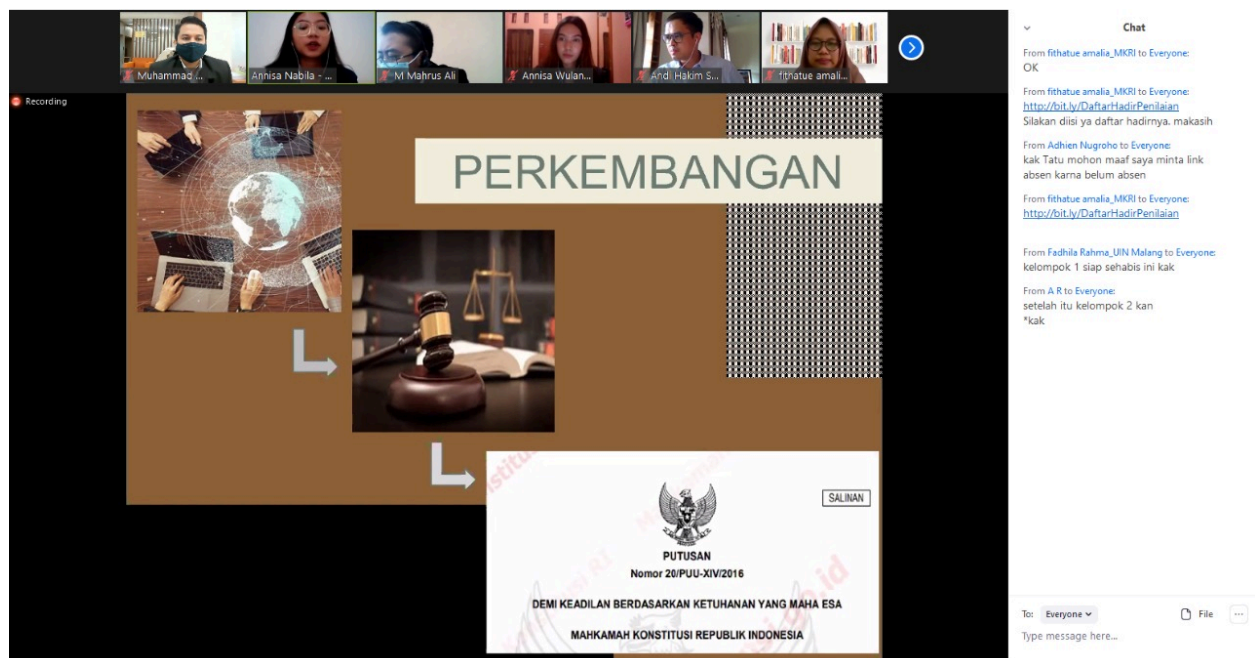 Muhammad ...
Annisa Nabila - ...
M Mahrus Ali
Annisa Wulan...
Andi Hakim S...
fithatue amali...
Recording
PERKEMBANGAN
SALINAN
PUTUSAN
Nomor 20/PUU-XIV/2016
DEMI KEADILAN BERDASARKAN KETUHANAN YANG MAHA ESA
MAHKAMAH KONSTITUSI REPUBLIK INDONESIA
Chat
From fithatue amalia_MKRI to Everyone:
OK
From fithatue amalia_MKRI to Everyone:
http://bit.ly/DaftarHadirPenilaian
Silakan diisi ya daftar hadirnya. makasih
From Adhien Nugroho to Everyone:
kak Tatu mohon maaf saya minta link
absen karna belum absen
From fithatue amalia_MKRI to Everyone:
http://bit.ly/DaftarHadirPenilaian
From Fadhila Rahma_UIN Malang to Everyone:
kelompok 1 siap sehabis ini kak
From A R to Everyone:
setelah itu kelompok 2 kan
*kak
To: Everyone File ...
Type message here...